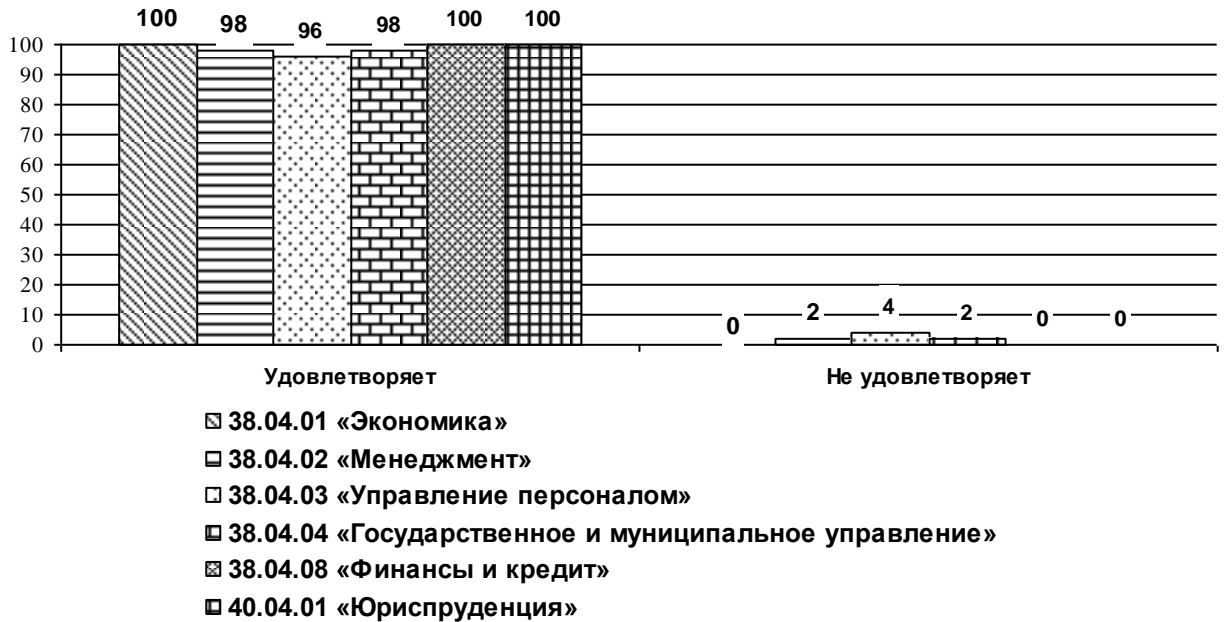 100 98 96 98 100 100
100
90
80
70
60
50
40
30
20
10
0
0 2 4 2 0 0
Удовлетворяет Не удовлетворяет
38.04.01 «Экономика»
38.04.02 «Менеджмент»
38.04.03 «Управление персоналом»
38.04.04 «Государственное и муниципальное управление»
38.04.08 «Финансы и кредит»
40.04.01 «Юриспруденция»